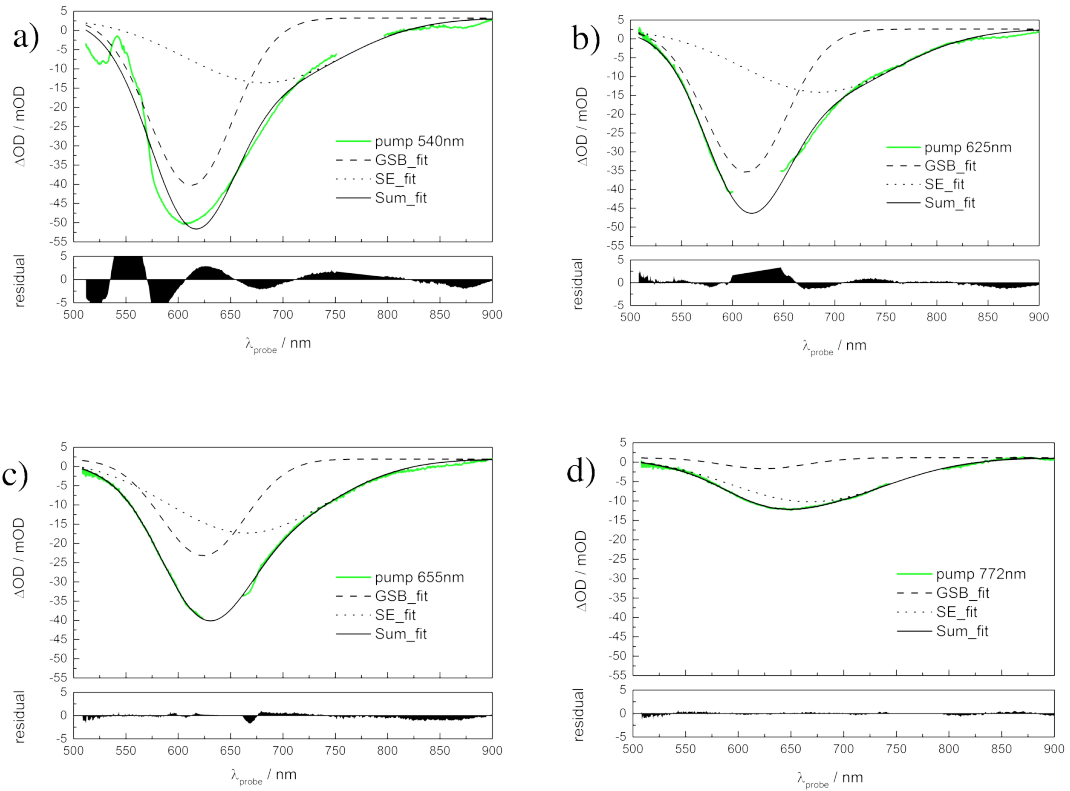 a)
5
0
-5
-10
-15
-20
-25
-30
-35
-40
-45
-50
-55
ΔOD / mOD
pump 540nm
GSB_fit
SE_fit
Sum_fit
5
0
-5
residual
500 550 600 650 700 750 800 850 900
λprobe / nm
b)
5
0
-5
-10
-15
-20
-25
-30
-35
-40
-45
-50
-55
ΔOD / mOD
pump 625nm
GSB_fit
SE_fit
Sum_fit
5
0
-5
residual
500 550 600 650 700 750 800 850 900
λprobe / nm
c)
5
0
-5
-10
-15
-20
-25
-30
-35
-40
-45
-50
-55
ΔOD / mOD
pump 655nm
GSB_fit
SE_fit
Sum_fit
5
0
-5
residual
500 550 600 650 700 750 800 850 900
λprobe / nm
d)
5
0
-5
-10
-15
-20
-25
-30
-35
-40
-45
-50
-55
ΔOD / mOD
pump 772nm
GSB_fit
SE_fit
Sum_fit
5
0
-5
residual
500 550 600 650 700 750 800 850 900
λprobe / nm